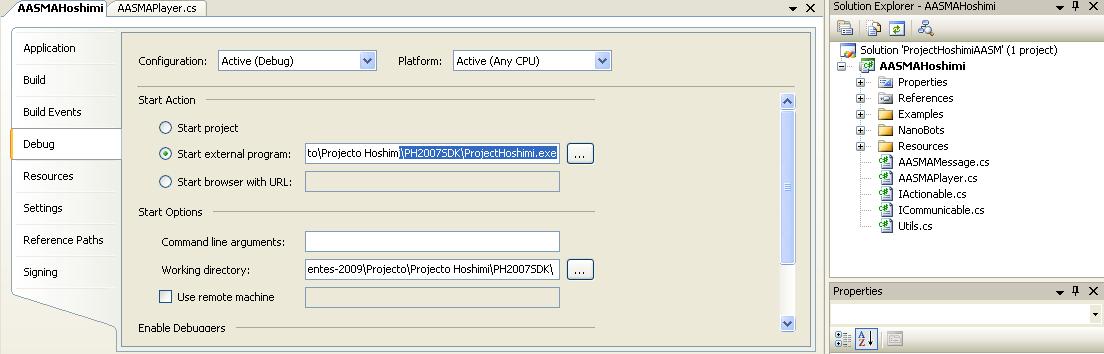 AASMAHoshimi AASMAPlayer.cs
Application
Build
Build Events
Debug
Resources
Settings
Reference Paths
Signing
Configuration: Active (Debug) Platform: Active (Any CPU)
Start Action
Start project
Start external program: to\Projecto Hoshimi\PH2007SDK\ProjectHoshimi.exe ...
Start browser with URL:
Start Options
Command line arguments:
Working directory: entes-2009\Projecto\Projecto Hoshimi\PH2007SDK\ ...
Use remote machine
Enable Debuggers
Solution Explorer - AASMAHoshimi
Solution 'ProjectHoshimiAASM' (1 project)
AASMAHoshimi
Properties
References
Examples
NanoBots
Resources
AASMAMessage.cs
AASMAPlayer.cs
IActionable.cs
ICommunicable.cs
Utils.cs
Properties